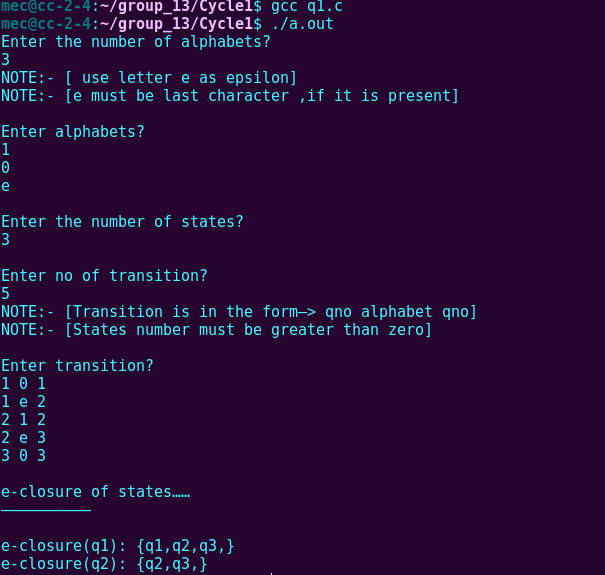 mec@cc-2-4:~/group_13/Cycle1$ gcc q1.c
mec@cc-2-4:~/group_13/Cycle1$ ./a.out
Enter the number of alphabets?
3
NOTE:- [ use letter e as epsilon]
NOTE:- [e must be last character ,if it is present]
Enter alphabets?
1
0
e
Enter the number of states?
3
Enter no of transition?
5
NOTE:- [Transition is in the form—> qno alphabet qno]
NOTE:- [States number must be greater than zero]
Enter transition?
1 0 1
1 e 2
2 1 2
2 e 3
3 0 3
e-closure of states……
——————————
e-closure(q1): {q1,q2,q3,}
e-closure(q2): {q2,q3,}